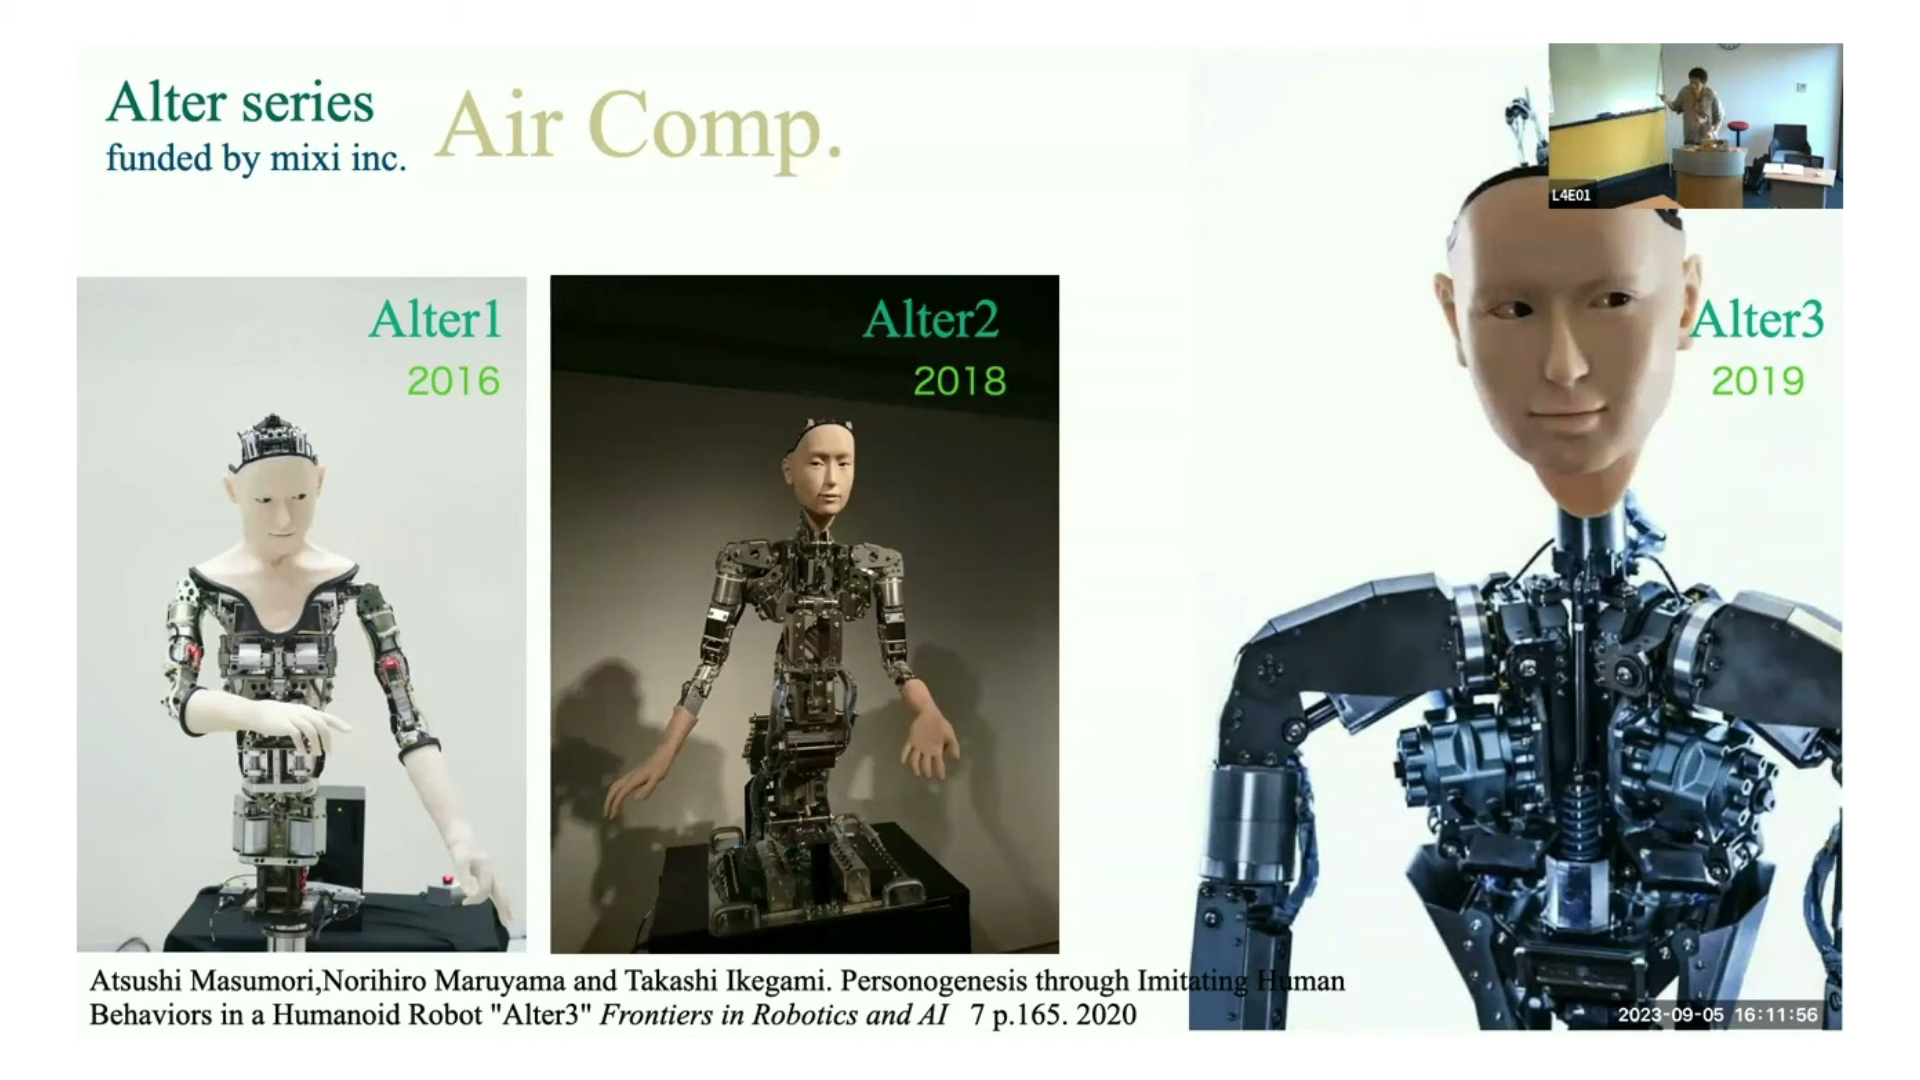 Alter series
funded by mixi inc.
Air Comp.
L4E01
Alter1
2016
Alter2
2018
Alter3
2019
Atsushi Masumori,Norihiro Maruyama and Takashi Ikegami. Personogenesis through Imitating Human
Behaviors in a Humanoid Robot "Alter3" Frontiers in Robotics and AI 7 p.165. 2020
2023-09-05 16:11:56